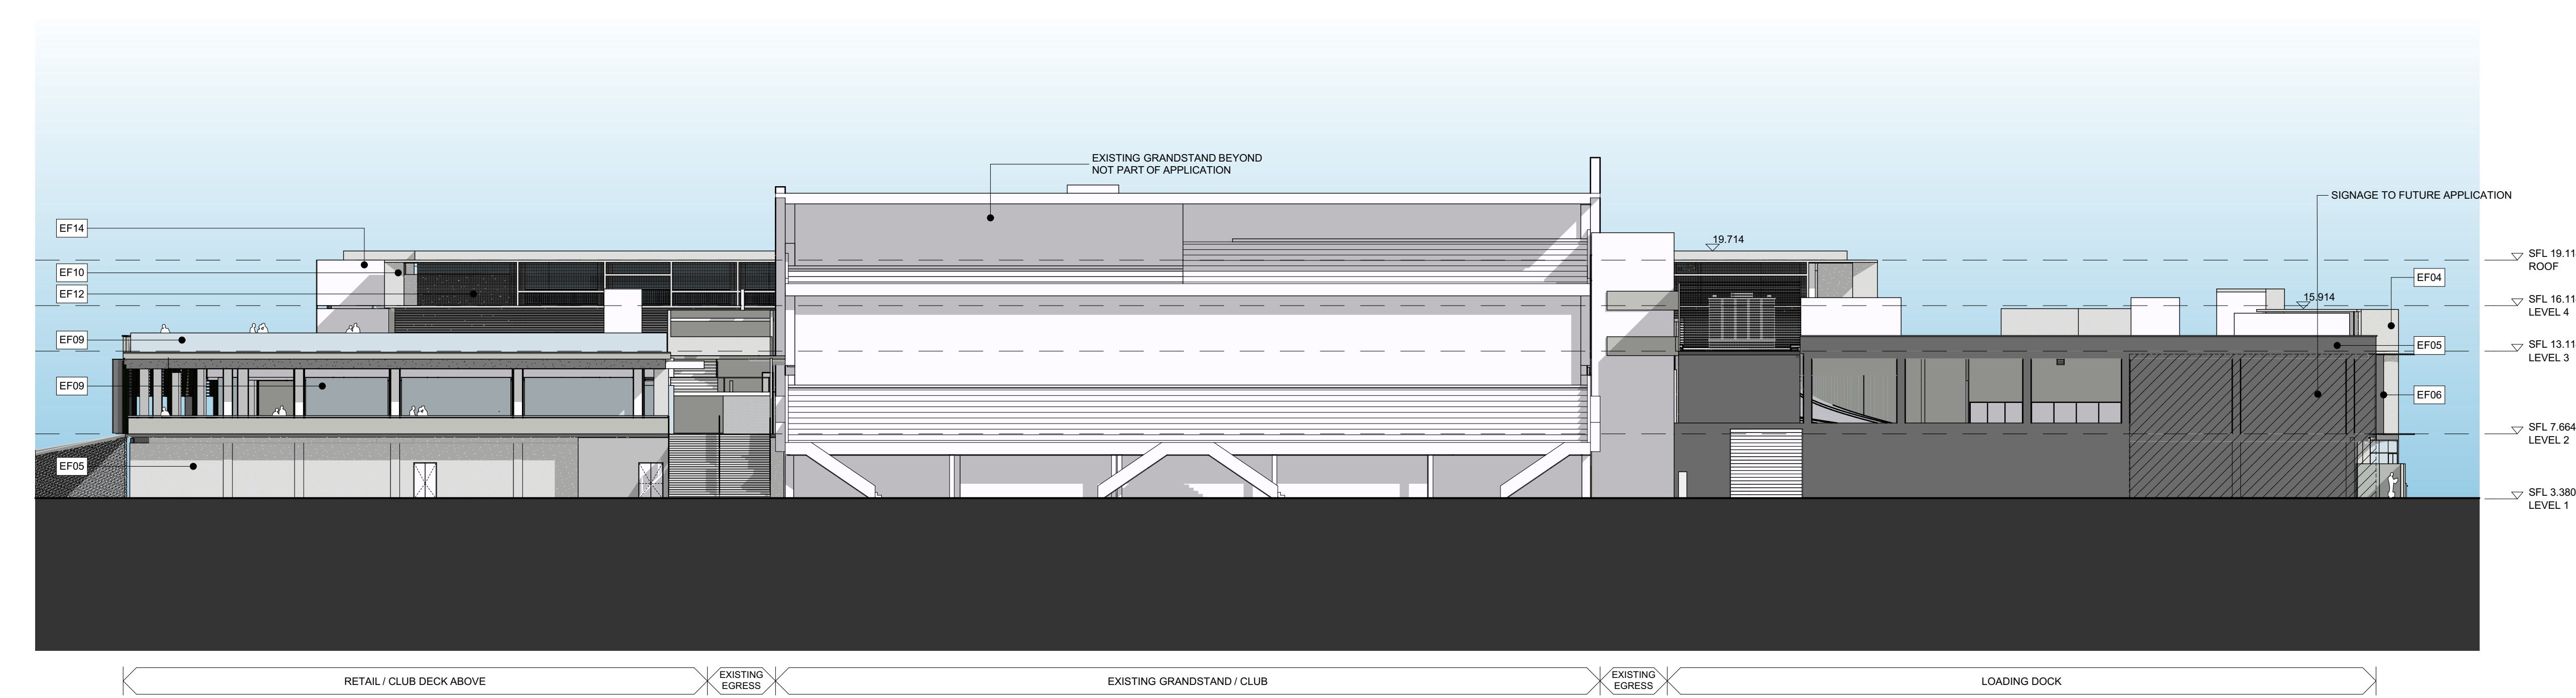 EXISTING GRANDSTAND BEYOND
NOT PART OF APPLICATION
SIGNAGE TO FUTURE APPLICATION
EF14
EF10
EF12
EF09
EF09
EF05
19.714
15.914
EF04
EF05
EF06
SFL 19.11
ROOF
SFL 16.11
LEVEL 4
SFL 13.11
LEVEL 3
SFL 7.664
LEVEL 2
SFL 3.380
LEVEL 1
RETAIL / CLUB DECK ABOVE
EXISTING
EGRESS
EXISTING GRANDSTAND / CLUB
EXISTING
EGRESS
LOADING DOCK